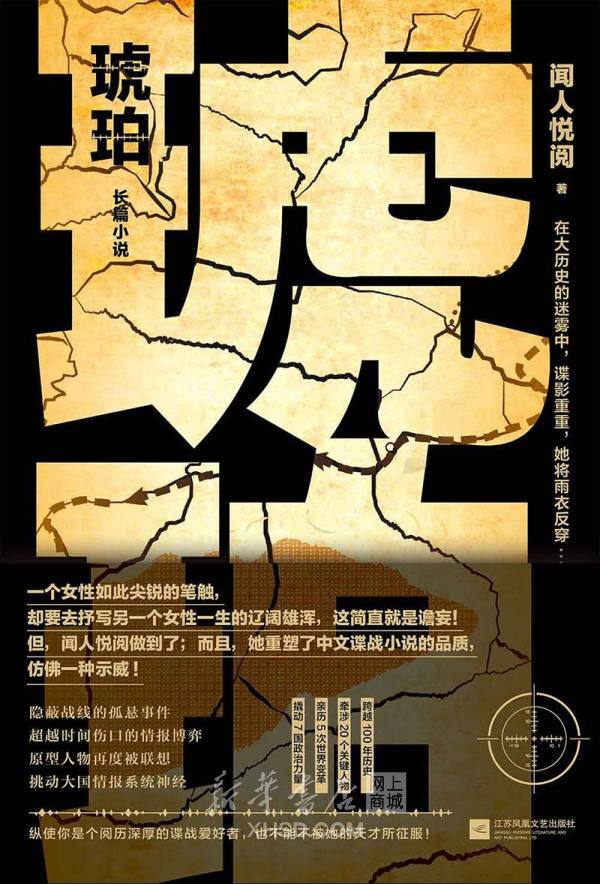 琥珀
琥珀
长篇小说
闻人悦阅 著
在大历史的迷雾中，谍影重重，她将雨衣反穿…
一个女性如此尖锐的笔触，
却要去抒写另一个女性一生的辽阔雄浑，这简直就是谵妄！
但，闻人悦阅做到了；而且，她重塑了中文谍战小说的品质，
仿佛一种示威！
隐蔽战线的孤悬事件
超越时间伤口的情报博弈
原型人物再度被联想
挑动大国情报系统神经
跨越100年历史
牵涉20个关键人物
亲历5次世界变革
撬动7国政治力量
新华书店
网上
商城
XHSD.COM
纵使你是个阅历深厚的谍战爱好者，也不能不被她的天才所征服！
江苏凤凰文艺出版社
JIANGSU PHOENIX LITERATURE AND
ART PUBLISHING